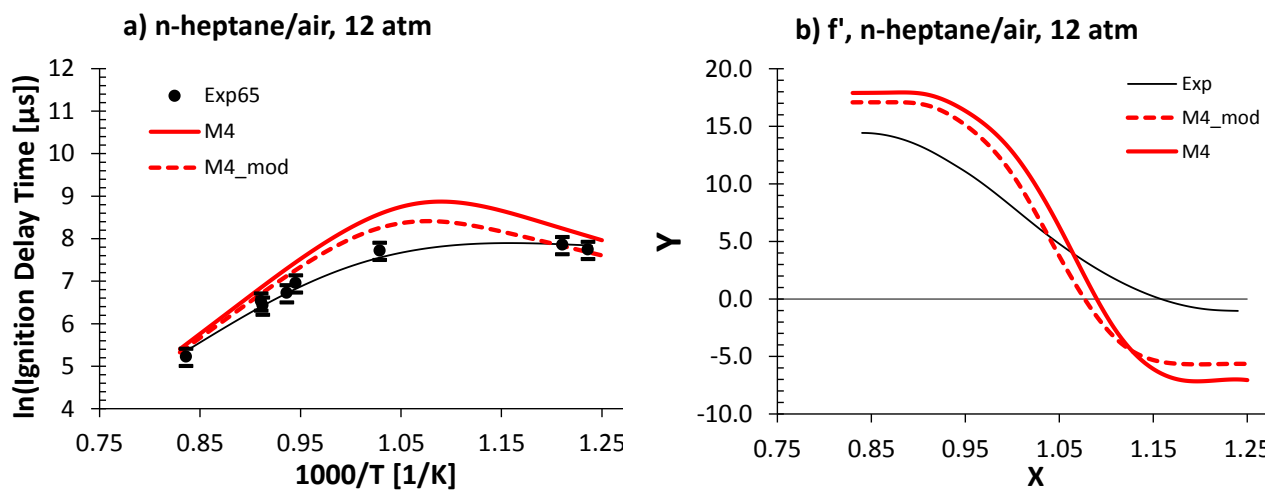 a) n-heptane/air, 12 atm
ln(Ignition Delay Time [µs])
12
11
10
9
8
7
6
5
4
Exp65
M4
M4_mod
0.75 0.85 0.95 1.05 1.15 1.25
1000/T [1/K]
b) f', n-heptane/air, 12 atm
Y
20.0
15.0
10.0
5.0
0.0
-5.0
-10.0
Exp
M4_mod
M4
0.75 0.85 0.95 1.05 1.15 1.25
X